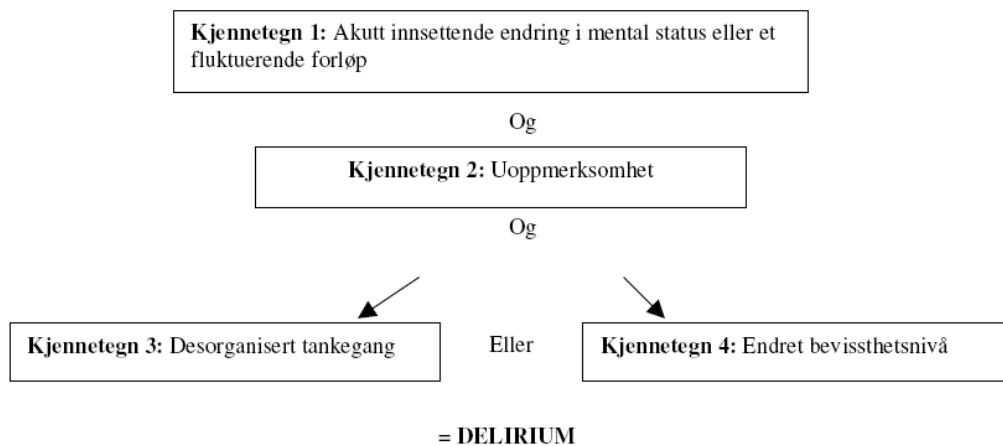 Kjennetegn 1: Akutt innsettende endring i mental status eller et
fluktuerende forløp
Og
Kjennetegn 2: Uoppmerksomhet
Og
Kjennetegn 3: Desorganisert tankegang
Eller
Kjennetegn 4: Endret bevissthetsnivå
= DELIRIUM